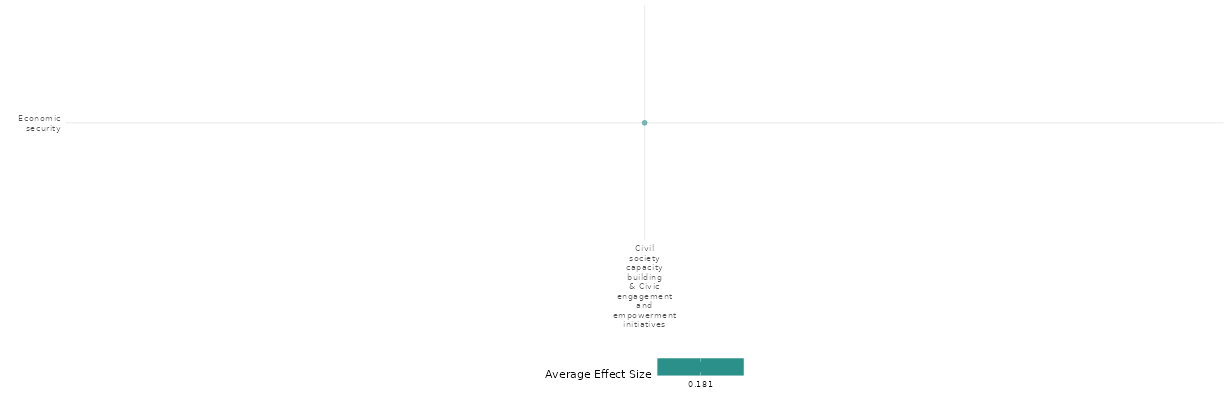 Economic
security
Civil
society
capacity
building
& Civic
engagement
and
empowerment
initiatives
Average Effect Size
0.181